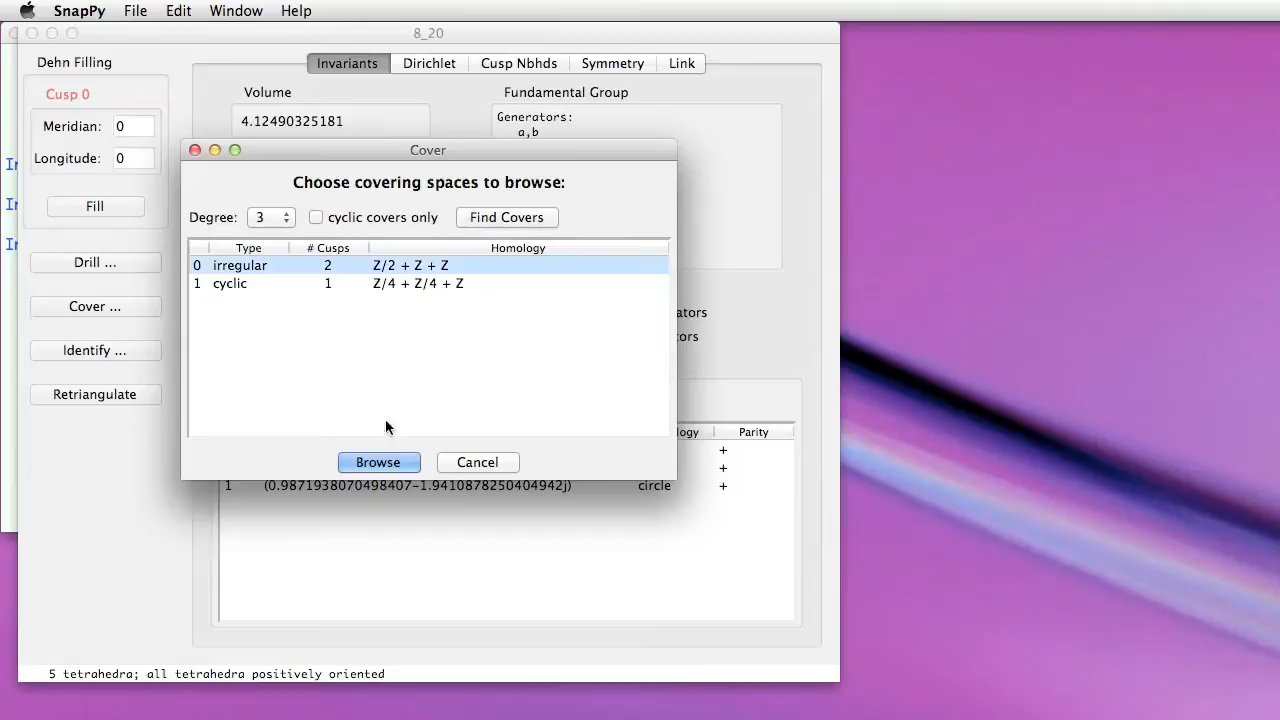 SnapPy File Edit Window Help
8_20
Dehn Filling
Invariants Dirichlet Cusp Nbhds Symmetry Link
Cusp 0
Volume
Fundamental Group
Meridian: 0
4.12490325181
Generators:
a,b
Longitude: 0
Fill
Drill ...
Cover ...
Identify ...
Retriangulate
Cover
Choose covering spaces to browse:
Degree: 3 cyclic covers only Find Covers
Type # Cusps Homology
0 irregular 2 Z/2 + Z + Z
1 cyclic 1 Z/4 + Z/4 + Z
Browse Cancel
Parity
+
+
1 (0.9871938070498407-1.9410878250404942j) circle +
5 tetrahedra; all tetrahedra positively oriented